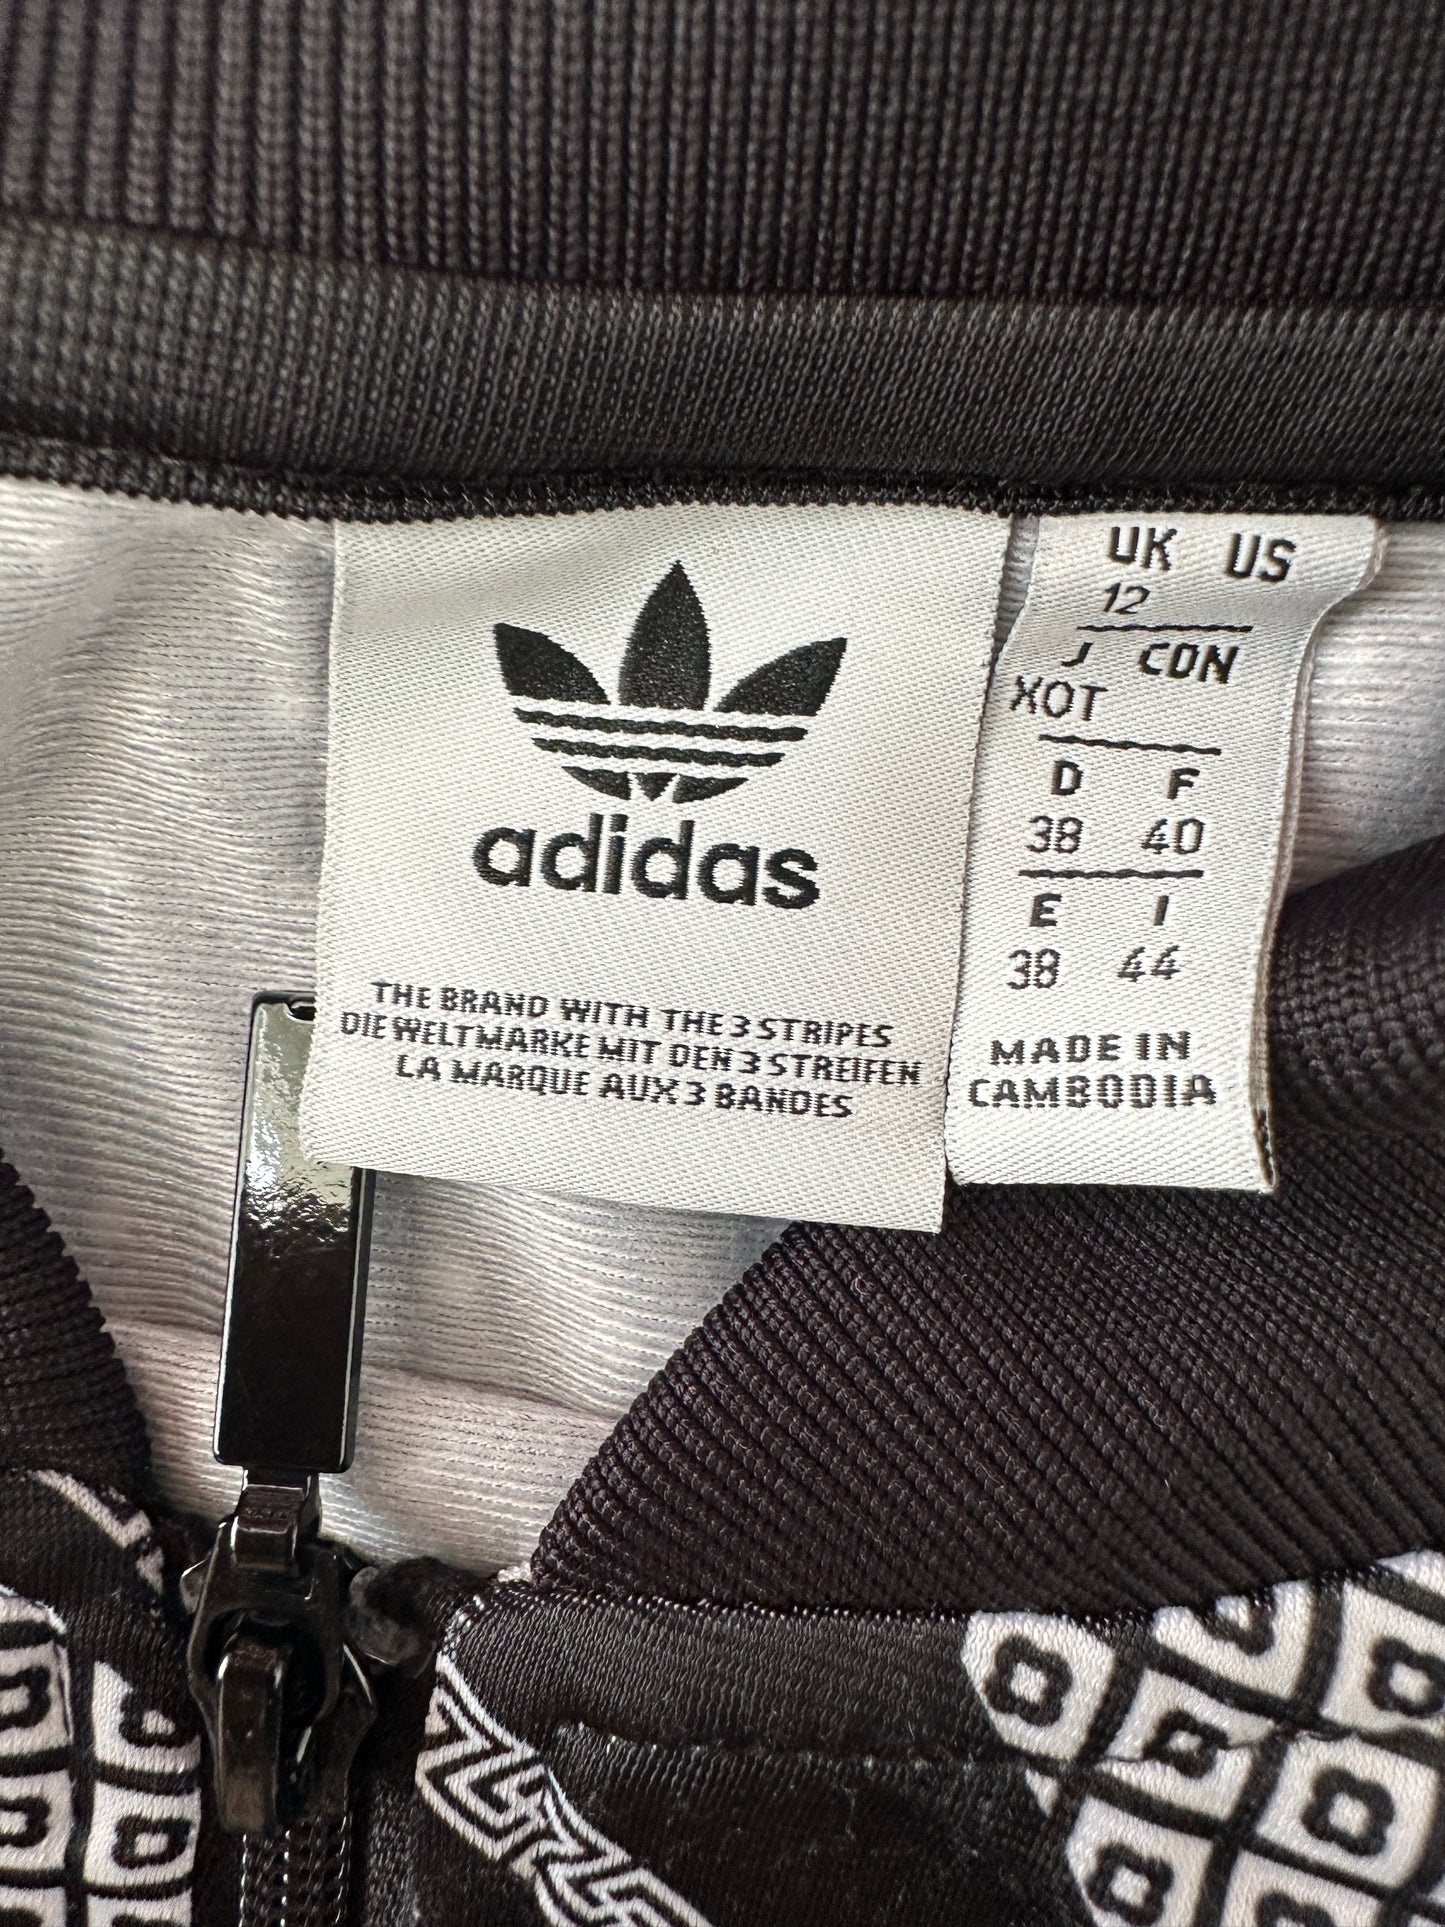 adidas
THE BRAND WITH THE 3 STRIPES
DIE WELTMARKE MIT DEN 3 STREIFEN
LA MARQUE AUX 3 BANDES
UK US
12
J CDN
XOT
D F
38 40
E I
38 44
MADE IN
CAMBODIA